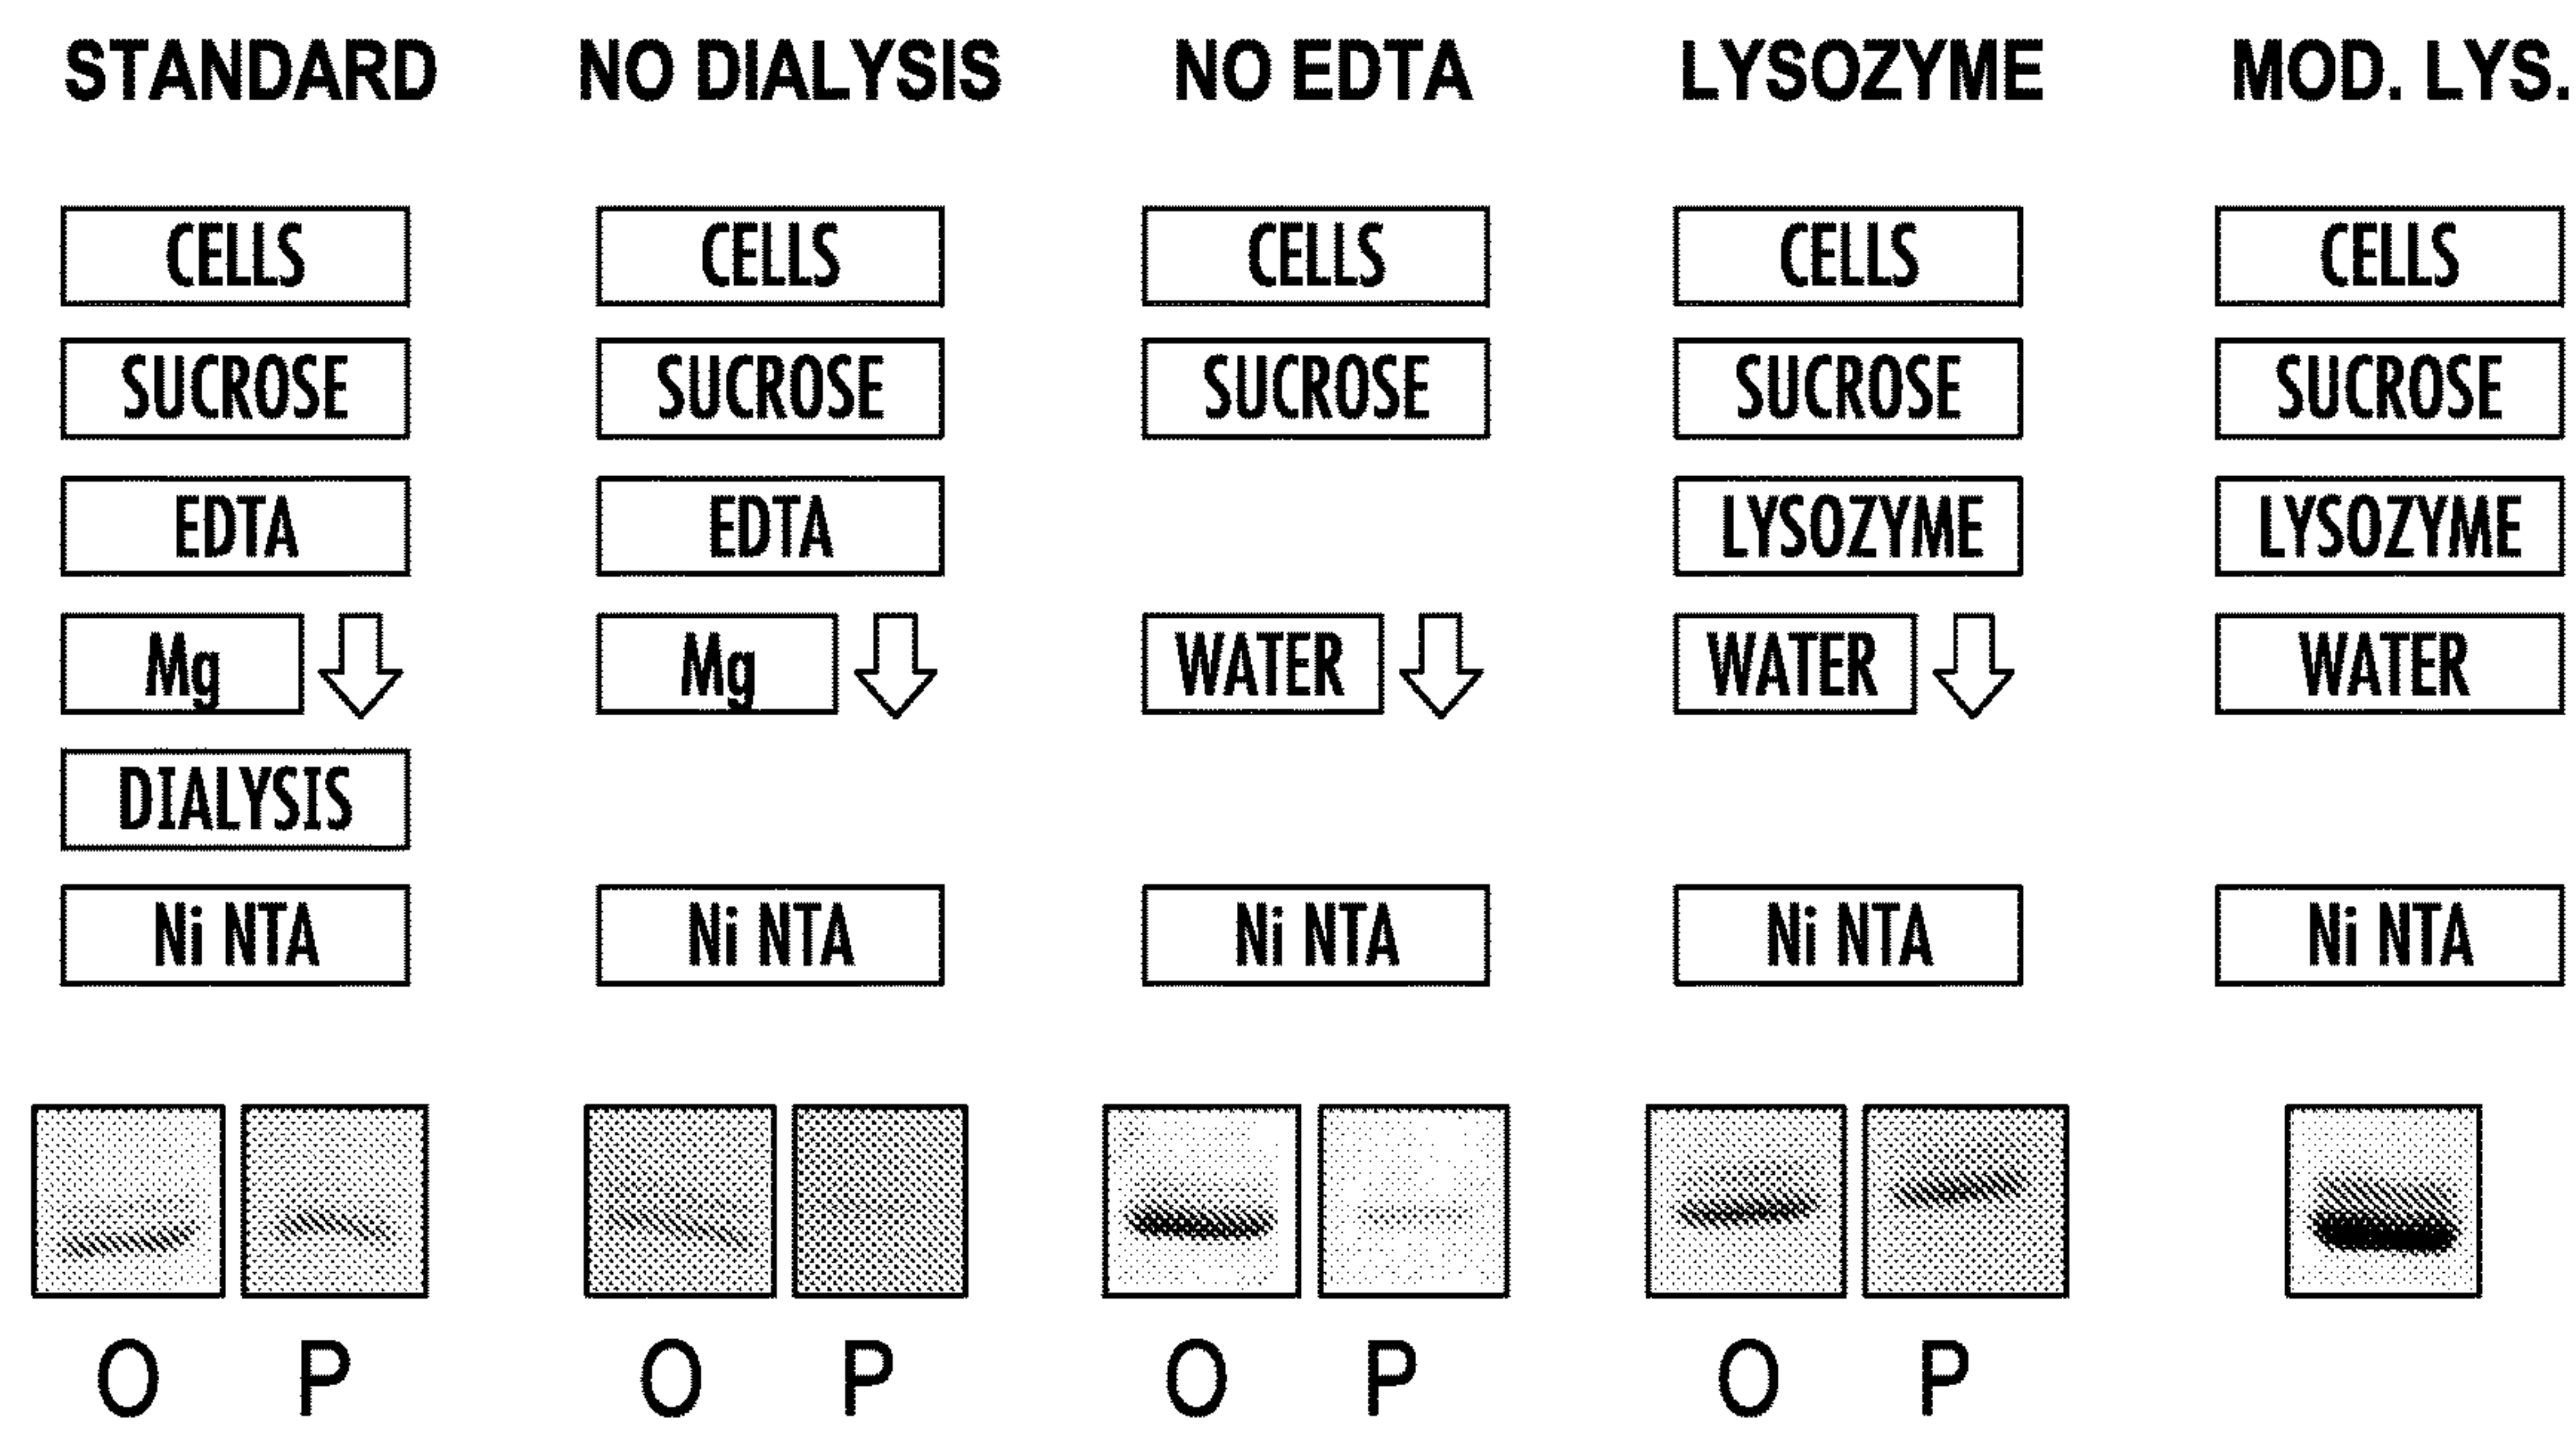 STANDARD NO DIALYSIS NO EDTA LYSOZYME MOD. LYS.
CELLS CELLS CELLS CELLS CELLS
SUCROSE SUCROSE SUCROSE SUCROSE SUCROSE
EDTA EDTA LYSOZYME LYSOZYME
Mg Mg WATER WATER WATER
DIALYSIS
Ni NTA Ni NTA Ni NTA Ni NTA Ni NTA
O P O P O P O P